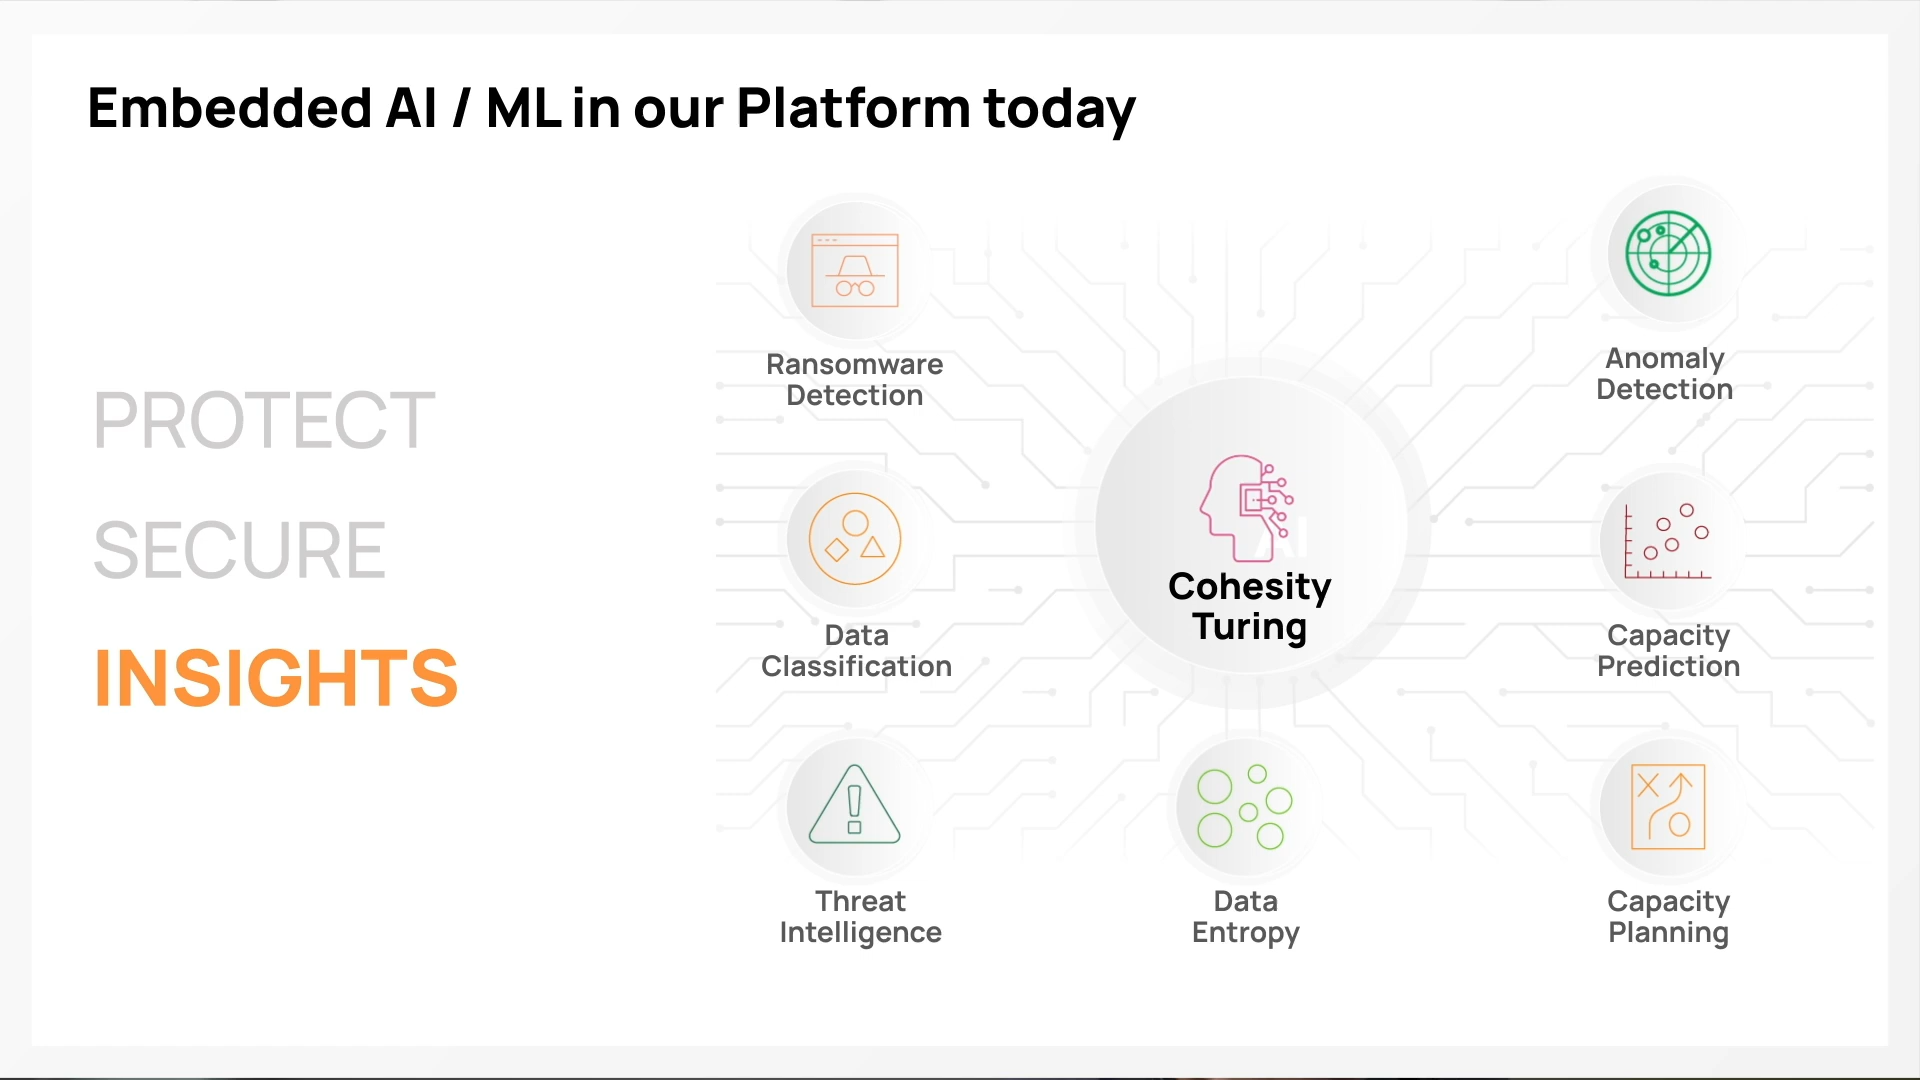 Embedded AI / ML in our Platform today
PROTECT
SECURE
INSIGHTS
Ransomware
Detection
Anomaly
Detection
AI
Cohesity
Turing
Data
Classification
Capacity
Prediction
Threat
Intelligence
Data
Entropy
Capacity
Planning